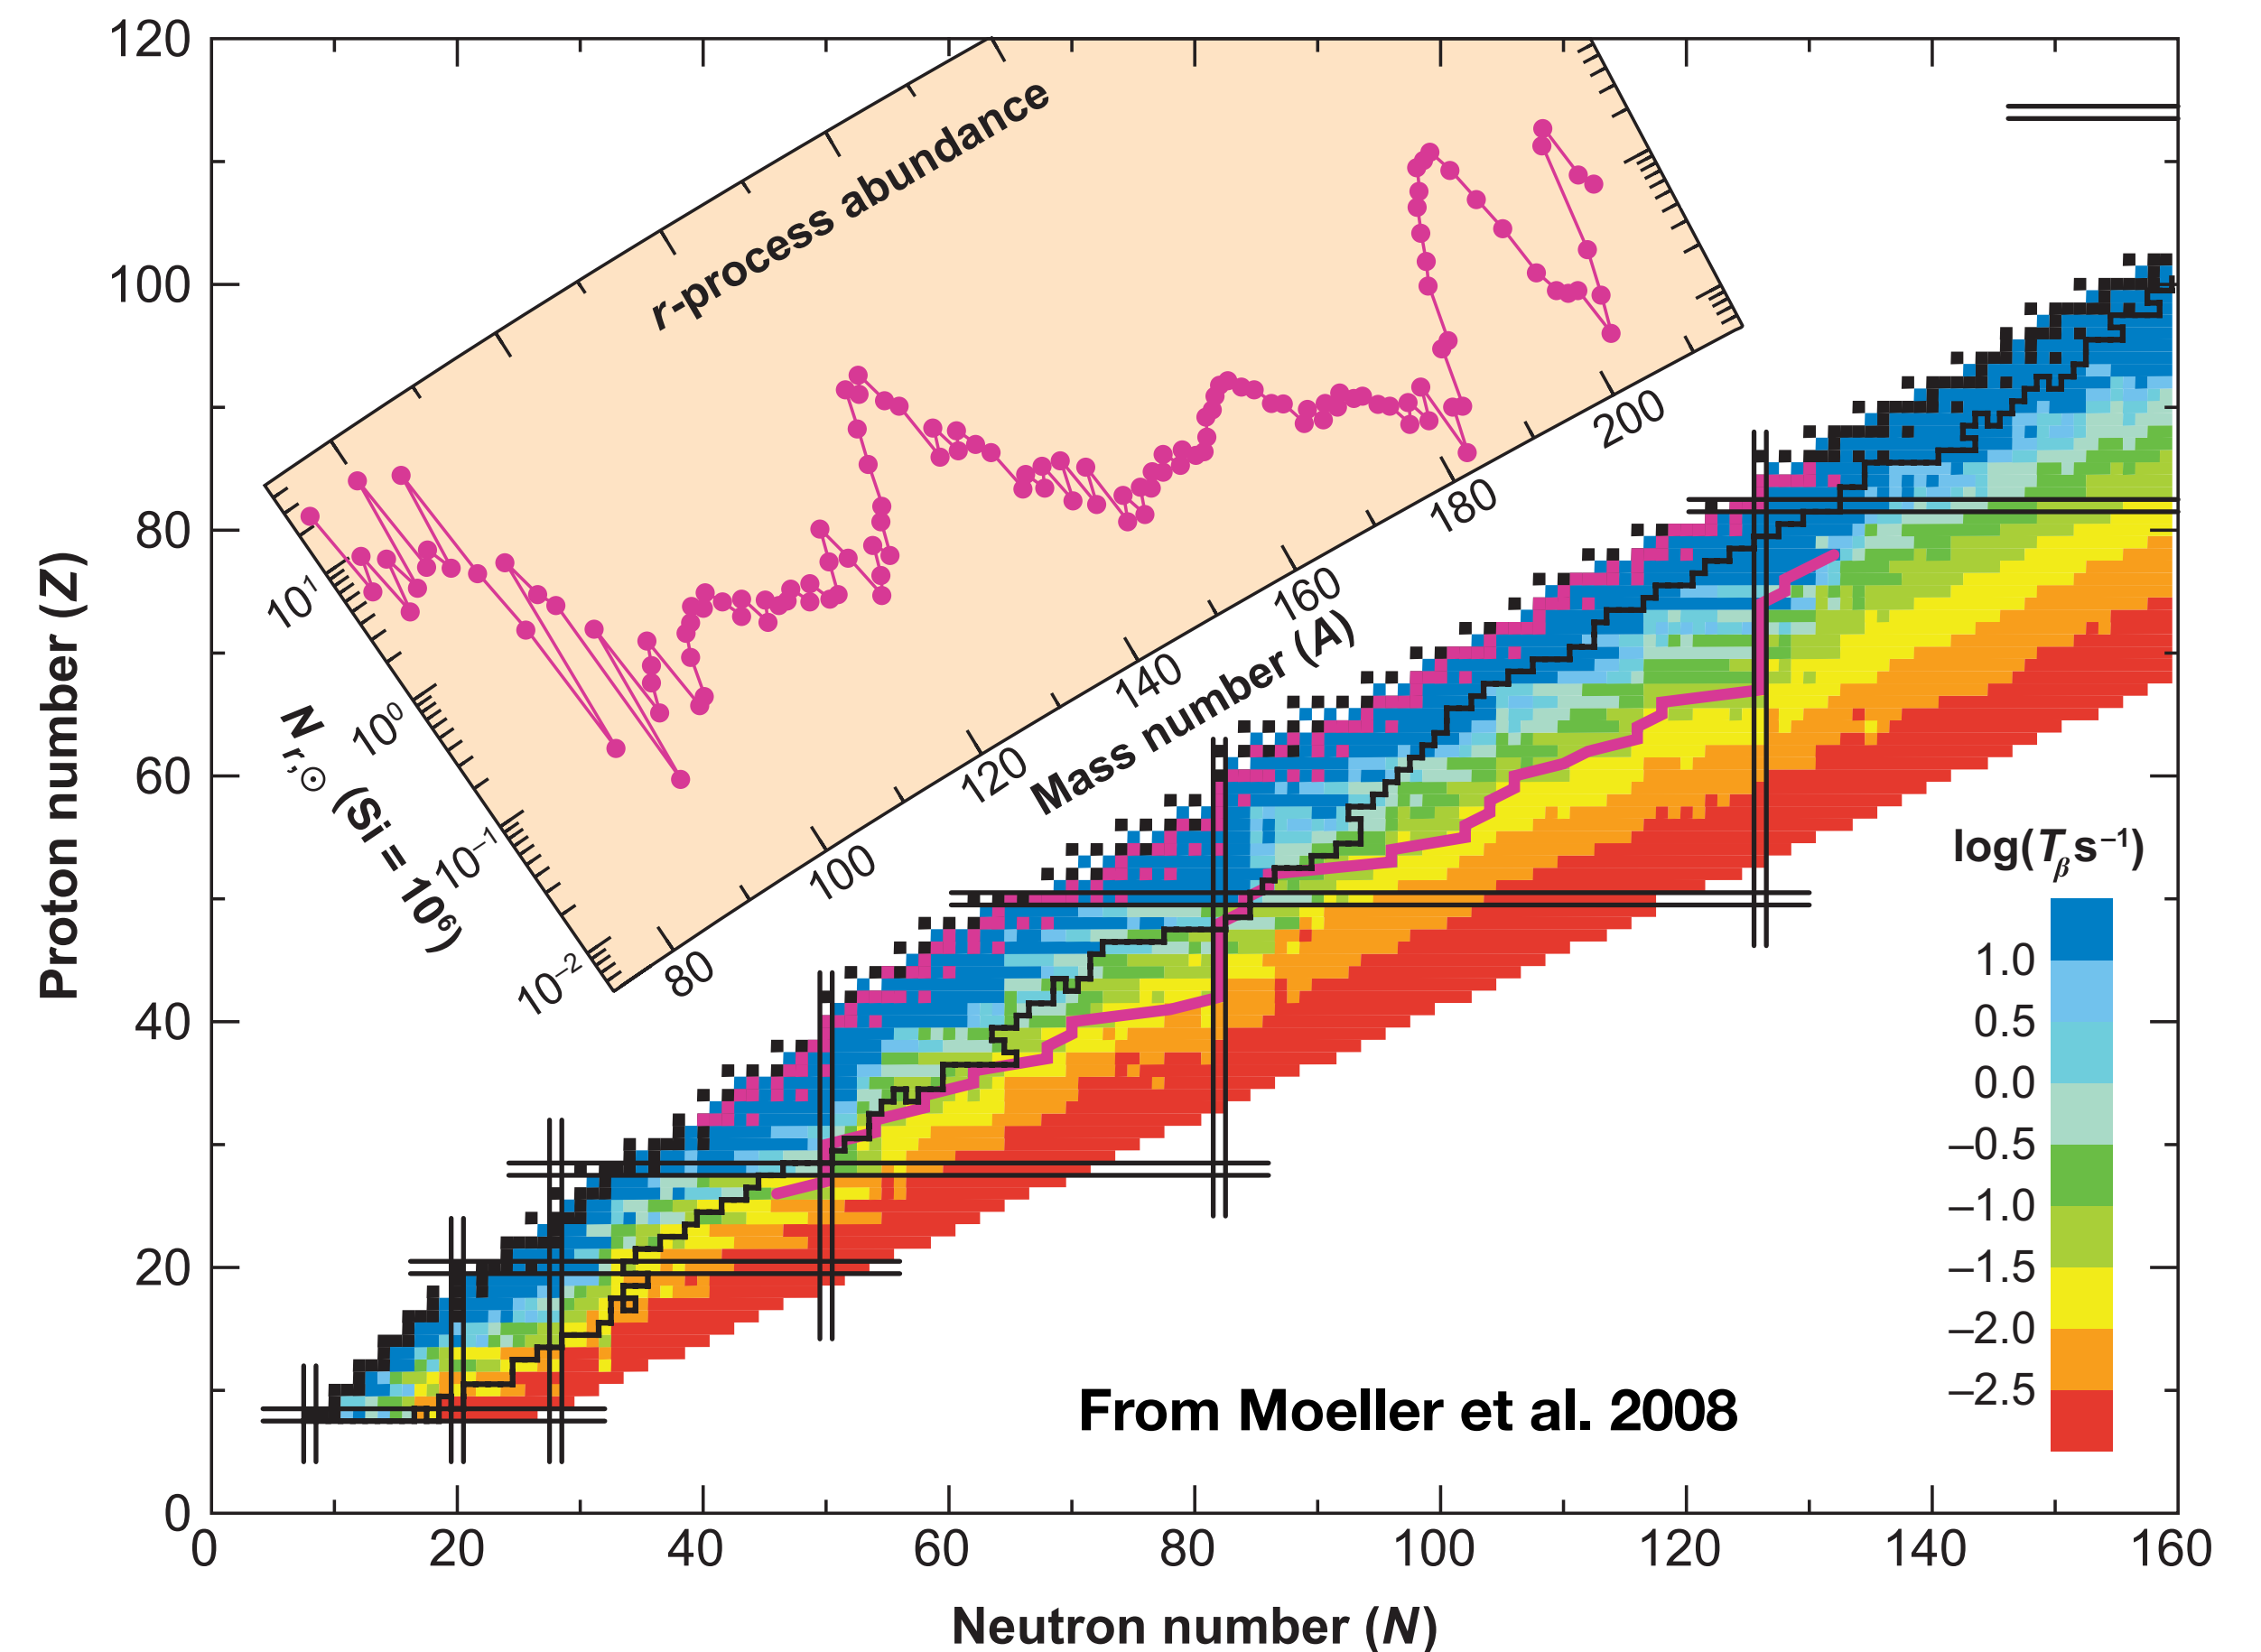 120
100
80
60
40
20
0
Proton number (Z)
0 20 40 60 80 100 120 140 160
Neutron number (N)
r-process abundance
10¹
10⁰
10⁻¹
10⁻²
Nr,☉ (Si = 10⁶)
80 100 120 140 160 180 200
Mass number (A)
log(Tβ s⁻¹)
1.0
0.5
0.0
−0.5
−1.0
−1.5
−2.0
−2.5
From Moeller et al. 2008